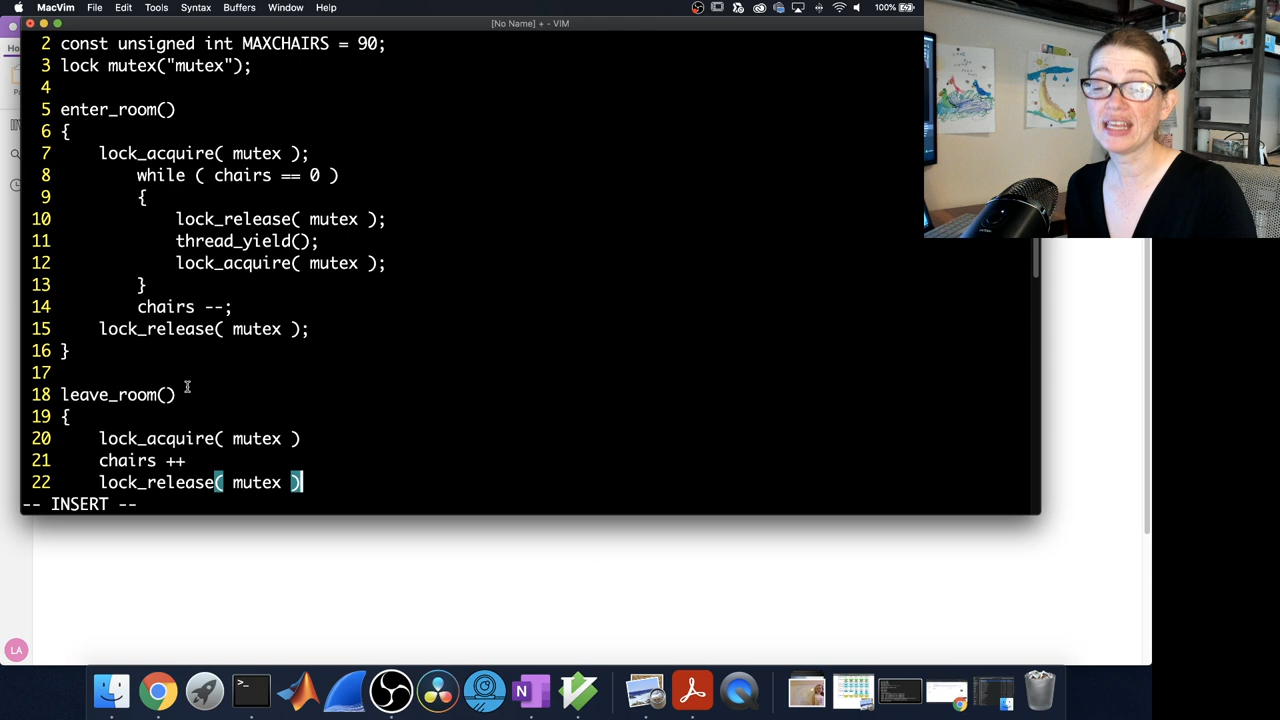 MacVim File Edit Tools Syntax Buffers Window Help
100%
[No Name] + - VIM
2 const unsigned int MAXCHAIRS = 90;
3 lock mutex("mutex");
4
5 enter_room()
6 {
7 lock_acquire( mutex );
8 while ( chairs == 0 )
9 {
10 lock_release( mutex );
11 thread_yield();
12 lock_acquire( mutex );
13 }
14 chairs --;
15 lock_release( mutex );
16 }
17
18 leave_room()
19 {
20 lock_acquire( mutex )
21 chairs ++
22 lock_release( mutex )
-- INSERT --
LA